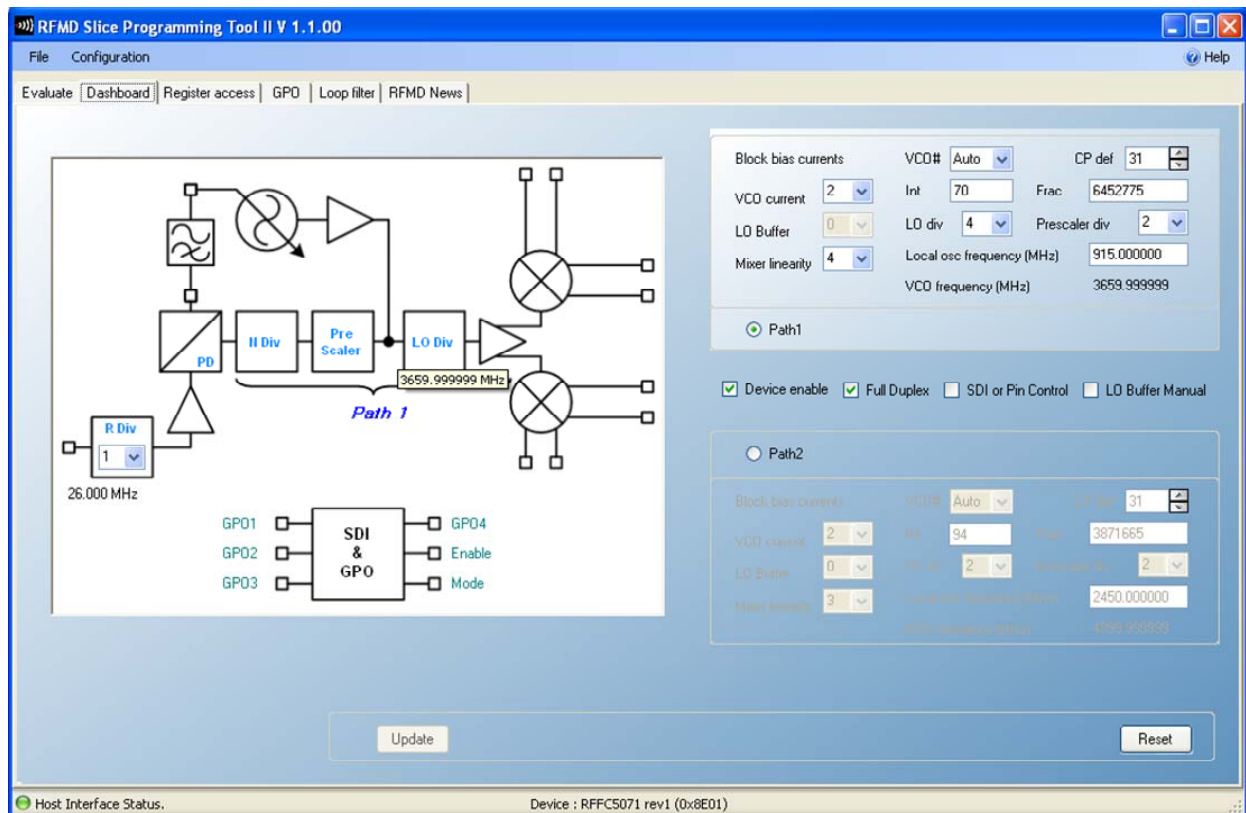 RFMD Slice Programming Tool II V 1.1.00
File Configuration Help
Evaluate Dashboard Register access GPO Loop filter RFMD News
Block bias currents VCO# Auto CP def 31
VCO current 2 Int 70 Frac 6452775
LO Buffer 0 LO div 4 Prescaler div 2
Mixer linearity 4 Local osc frequency (MHz) 915.000000
VCO frequency (MHz) 3659.999999
Path1
Device enable Full Duplex SDI or Pin Control LO Buffer Manual
Path2
Block bias currents VCO# Auto CP def 31
VCO current 2 Int 94 Frac 3871665
LO Buffer 0 LO div 2 Prescaler div 2
Mixer linearity 3 2450.000000
4899.999999
N Div
Pre
Scaler
LO Div
PD
3659.999999 MHz
Path 1
R Div
1
26.000 MHz
GPO1
GPO2
GPO3
SDI
&
GPO
GPO4
Enable
Mode
Update Reset
Host Interface Status. Device : RFFC5071 rev1 (0x8E01)